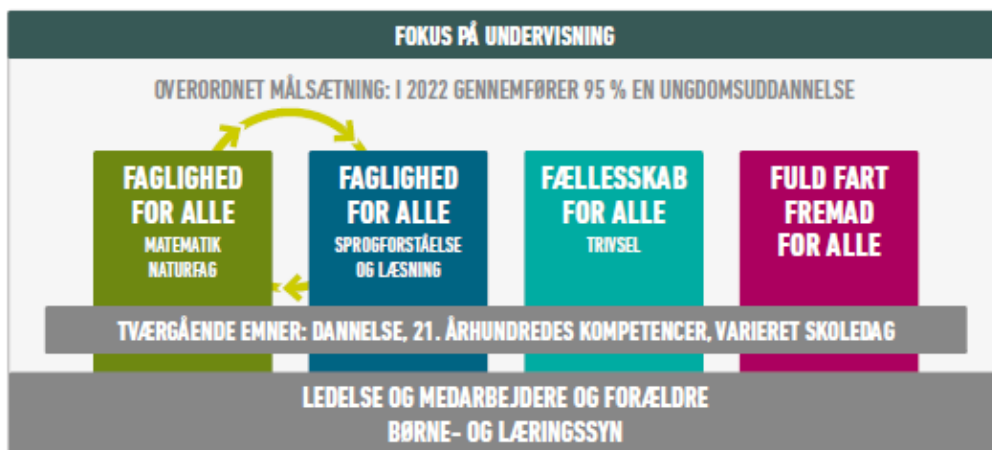 FOKUS PÅ UNDERVISNING
OVERORDNET MÅLSÆTNING: I 2022 GENNEMFØRER 95 % EN UNGDOMSUDDANNELSE
FAGLIGHED
FOR ALLE
MATEMATIK
NATURFAG
FAGLIGHED
FOR ALLE
SPROGFORSTÅELSE
OG LÆSNING
FÆLLESSKAB
FOR ALLE
TRIVSEL
FULD FART
FREMAD
FOR ALLE
TVÆRGÅENDE EMNER: DANNELSE, 21. ÅRHUNDREDES KOMPETENCER, VARIERET SKOLEDAG
LEDELSE OG MEDARBEJDERE OG FORÆLDRE
BØRNE- OG LÆRINGSSYN